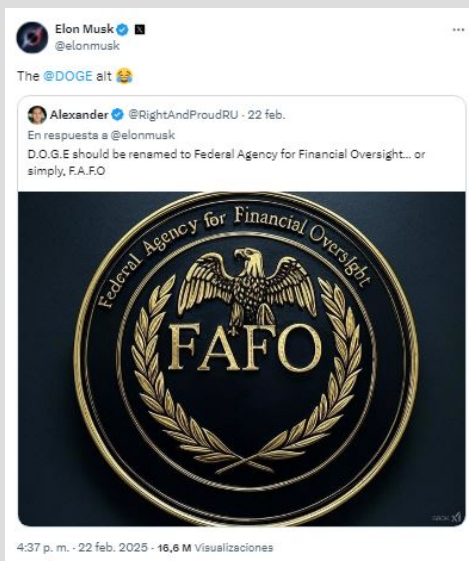 Elon Musk
@elonmusk
The @DOGE alt 😂
Alexander @RightAndProudRU · 22 feb.
En respuesta a @elonmusk
D.O.G.E should be renamed to Federal Agency for Financial Oversight... or
simply, F.A.F.O
Federal Agency for Financial Oversight
FAFO
4:37 p. m. · 22 feb. 2025 · 16,6 M Visualizaciones